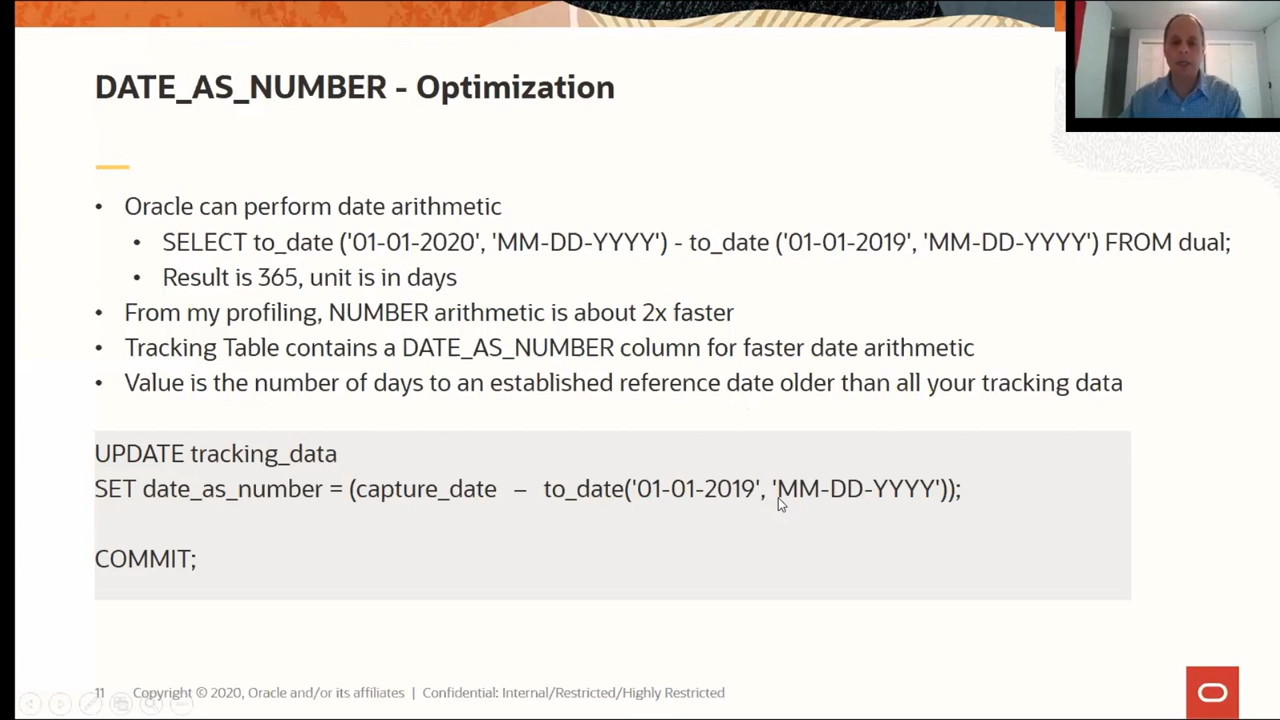 DATE_AS_NUMBER - Optimization
• Oracle can perform date arithmetic
• SELECT to_date ('01-01-2020', 'MM-DD-YYYY') - to_date ('01-01-2019', 'MM-DD-YYYY') FROM dual;
• Result is 365, unit is in days
• From my profiling, NUMBER arithmetic is about 2x faster
• Tracking Table contains a DATE_AS_NUMBER column for faster date arithmetic
• Value is the number of days to an established reference date older than all your tracking data
UPDATE tracking_data
SET date_as_number = (capture_date – to_date('01-01-2019', 'MM-DD-YYYY'));
COMMIT;
11 Copyright © 2020, Oracle and/or its affiliates | Confidential: Internal/Restricted/Highly Restricted